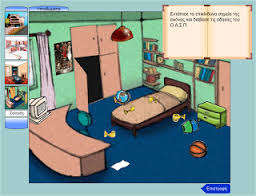 Εντόπισε τα επικίνδυνα σημεία της
εικόνας και διάβασε τις οδηγίες του
Ο.Α.Σ.Π.
Επιστροφή